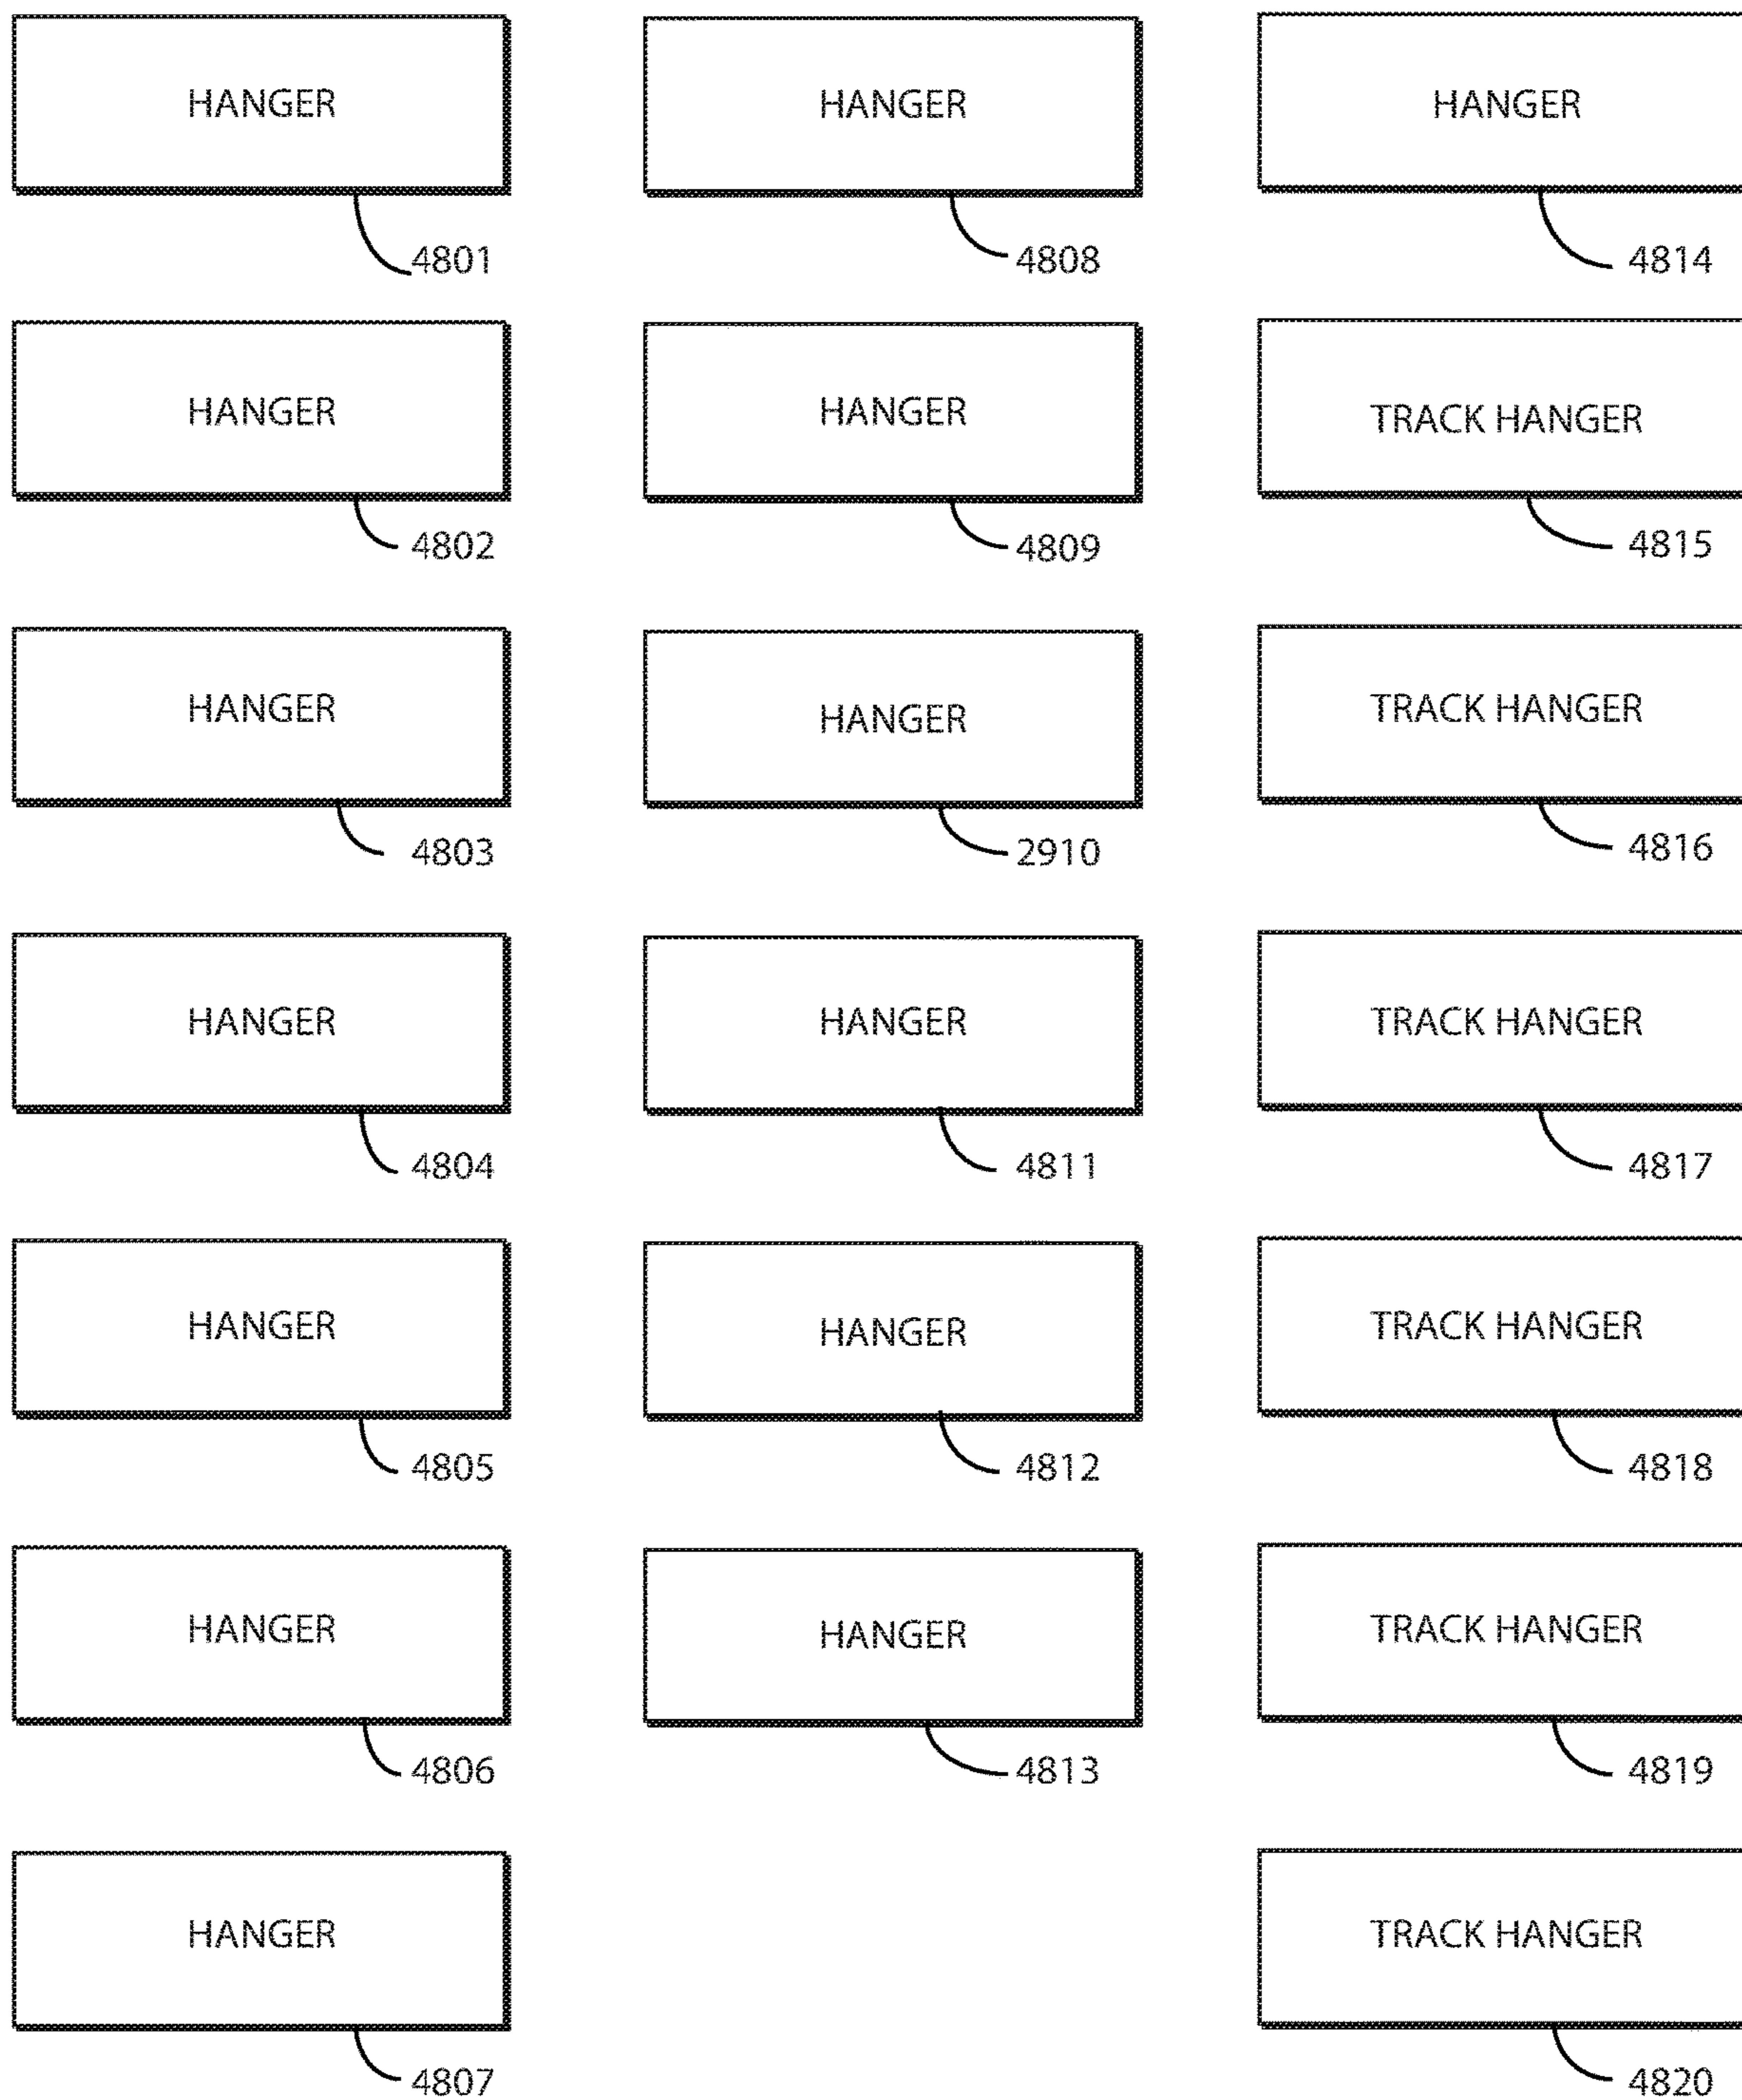 HANGER
4801
HANGER
4802
HANGER
4803
HANGER
4804
HANGER
4805
HANGER
4806
HANGER
4807
HANGER
4808
HANGER
4809
HANGER
2910
HANGER
4811
HANGER
4812
HANGER
4813
HANGER
4814
TRACK HANGER
4815
TRACK HANGER
4816
TRACK HANGER
4817
TRACK HANGER
4818
TRACK HANGER
4819
TRACK HANGER
4820